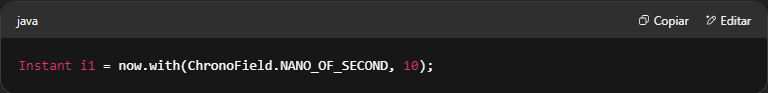 java Copiar Editar
Instant i1 = now.with(ChronoField.NANO_OF_SECOND, 10);